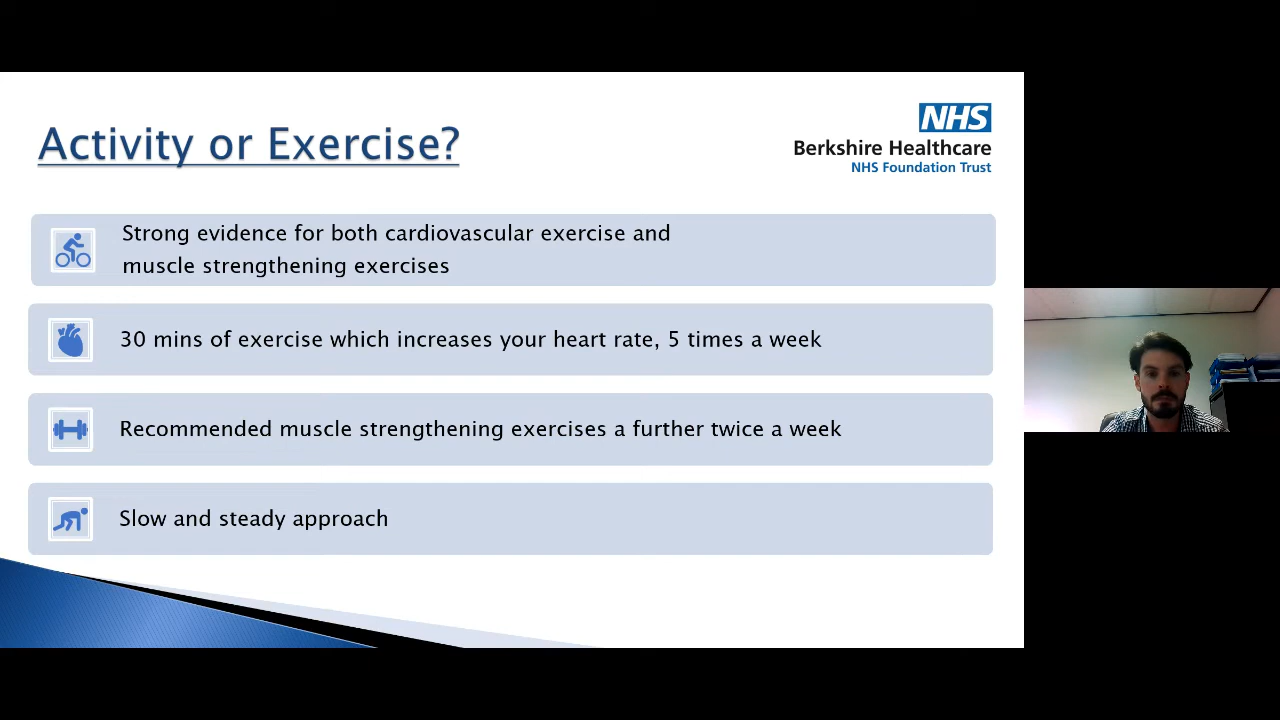 Activity or Exercise?
NHS
Berkshire Healthcare
NHS Foundation Trust
Strong evidence for both cardiovascular exercise and
muscle strengthening exercises
30 mins of exercise which increases your heart rate, 5 times a week
Recommended muscle strengthening exercises a further twice a week
Slow and steady approach